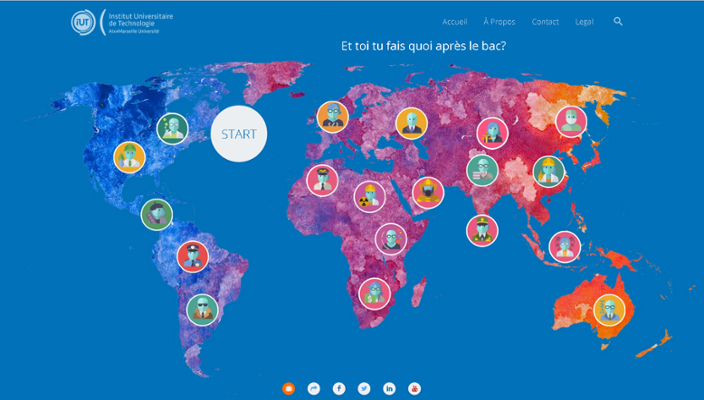 iUT
Institut Universitaire
de Technologie
Aix✱Marseille Université
Accueil
À Propos
Contact
Legal
Et toi tu fais quoi après le bac?
START